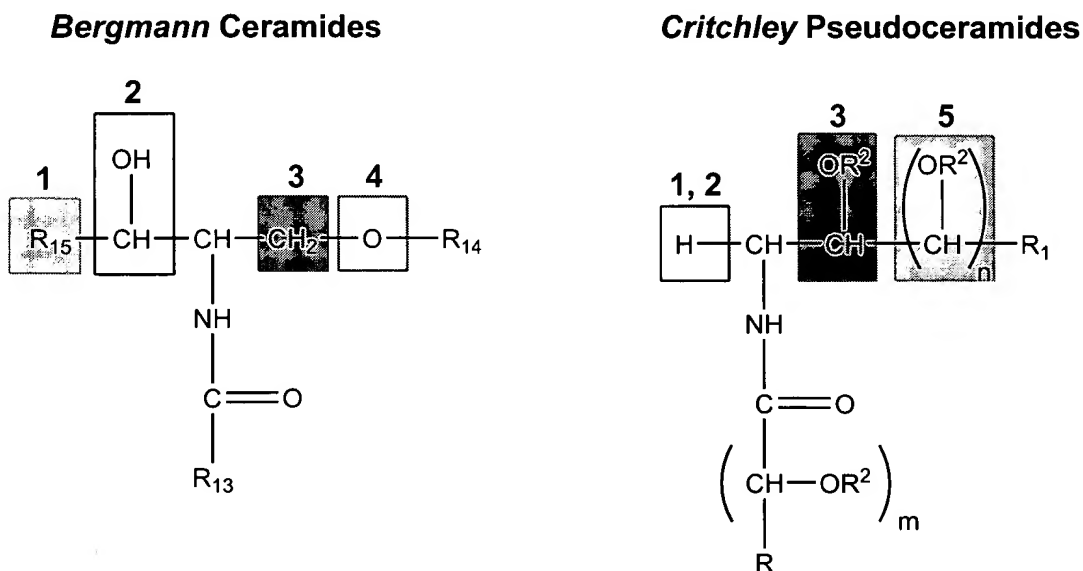 Bergmann Ceramides
Critchley Pseudoceramides
1
2
3
4
OH
R₁₅ CH CH CH₂ O R₁₄
NH
C O
R₁₃
1, 2
3
5
OR² OR²
H CH CH CH R₁
n
NH
C O
CH OR²
m
R